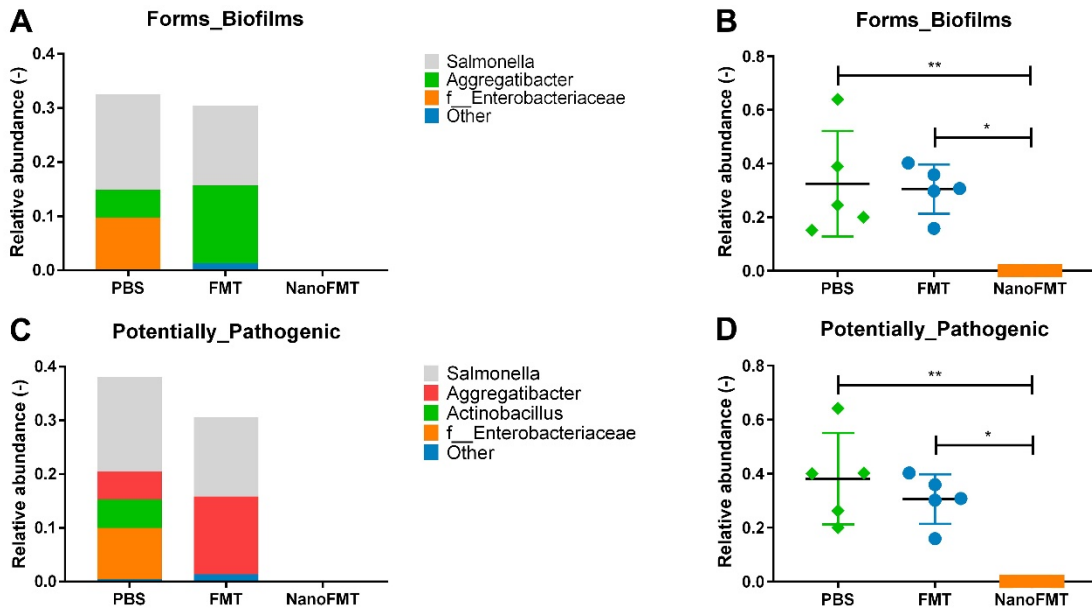 A
Forms_Biofilms
Relative abundance (-)
0.4
0.3
0.2
0.1
0.0
PBS
FMT
NanoFMT
Salmonella
Aggregatibacter
f__Enterobacteriaceae
Other
B
Forms_Biofilms
Relative abundance (-)
0.8
0.6
0.4
0.2
0.0
**
*
PBS
FMT
NanoFMT
C
Potentially_Pathogenic
Relative abundance (-)
0.4
0.3
0.2
0.1
0.0
PBS
FMT
NanoFMT
Salmonella
Aggregatibacter
Actinobacillus
f__Enterobacteriaceae
Other
D
Potentially_Pathogenic
Relative abundance (-)
0.8
0.6
0.4
0.2
0.0
**
*
PBS
FMT
NanoFMT